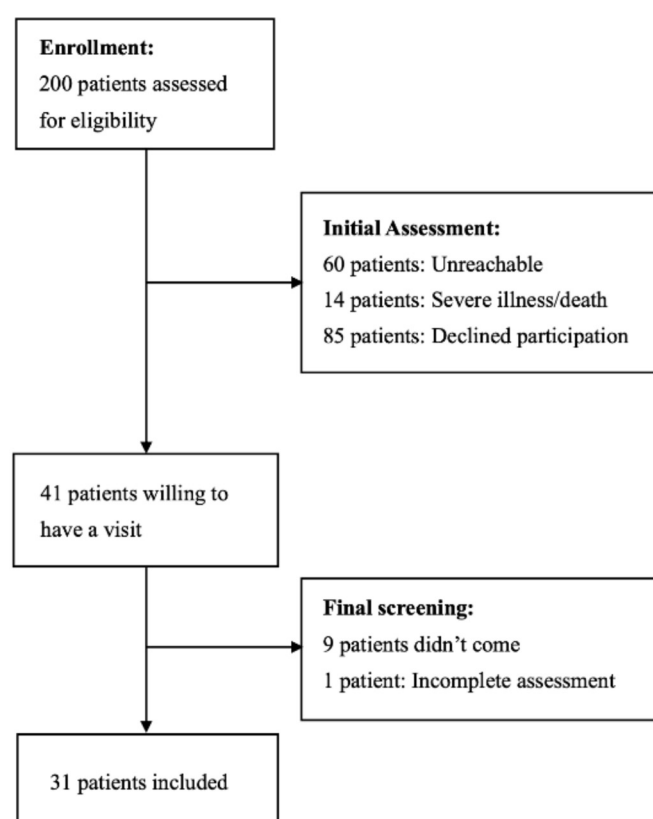 Enrollment:
200 patients assessed
for eligibility
Initial Assessment:
60 patients: Unreachable
14 patients: Severe illness/death
85 patients: Declined participation
41 patients willing to
have a visit
Final screening:
9 patients didn’t come
1 patient: Incomplete assessment
31 patients included